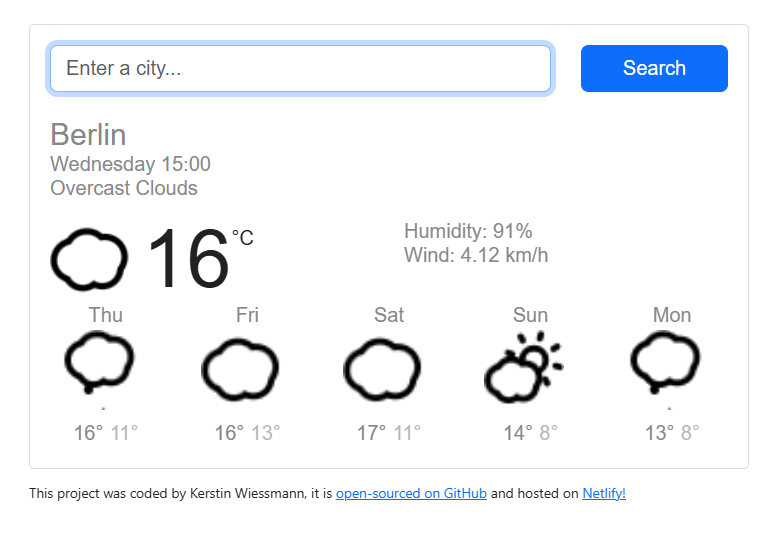 Enter a city...
Search
Berlin
Wednesday 15:00
Overcast Clouds
16 °C
Humidity: 91%
Wind: 4.12 km/h
Thu Fri Sat Sun Mon
16° 11° 16° 13° 17° 11° 14° 8° 13° 8°
This project was coded by Kerstin Wiessmann, it is open-sourced on GitHub and hosted on Netlify!